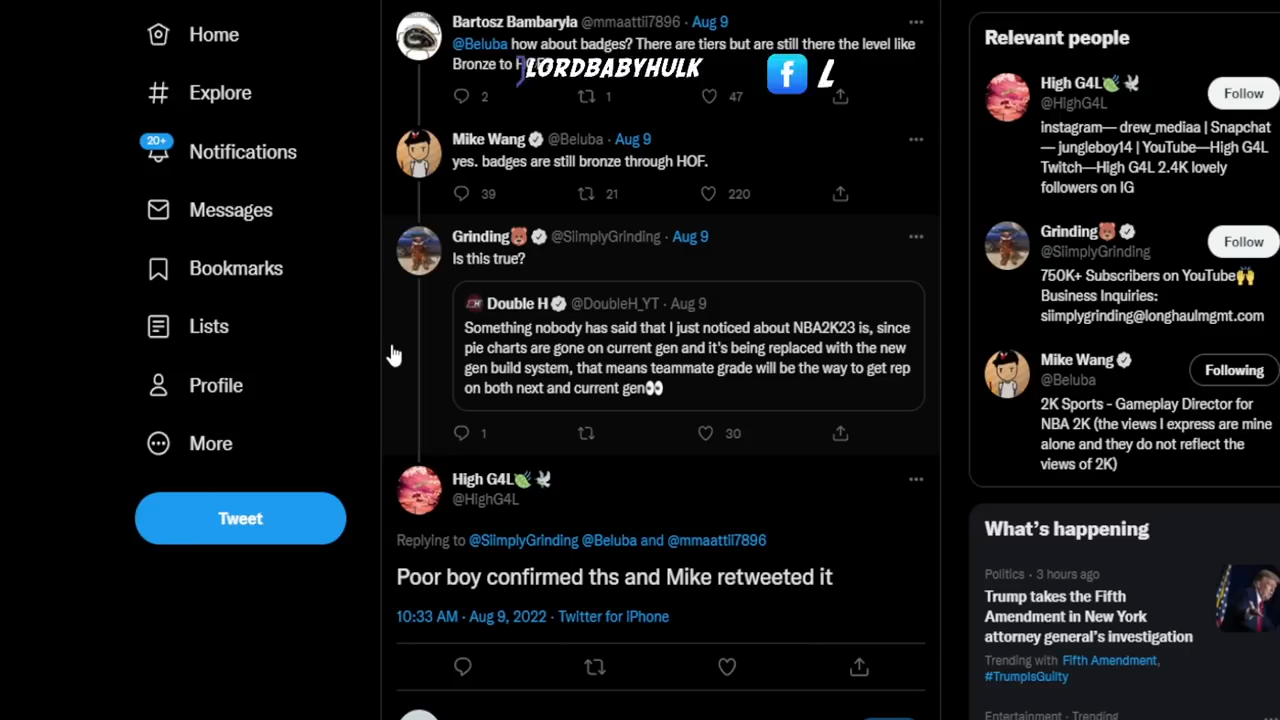 Home
Explore
20+
Notifications
Messages
Bookmarks
Lists
Profile
More
Tweet
Bartosz Bambaryla @mmaattii7896 · Aug 9
@Beluba how about badges? There are tiers but are still there the level like
Bronze to HOF
LORDBABYHULK
f L
2 1 47
Mike Wang @Beluba · Aug 9
yes. badges are still bronze through HOF.
39 21 220
Grinding🐻 @SiimplyGrinding · Aug 9
Is this true?
Double H @DoubleH_YT · Aug 9
Something nobody has said that I just noticed about NBA2K23 is, since
pie charts are gone on current gen and it's being replaced with the new
gen build system, that means teammate grade will be the way to get rep
on both next and current gen👀
1 30
High G4L🍃🕊
@HighG4L
Replying to @SiimplyGrinding @Beluba and @mmaattii7896
Poor boy confirmed ths and Mike retweeted it
10:33 AM · Aug 9, 2022 · Twitter for iPhone
Relevant people
High G4L🍃🕊
@HighG4L
Follow
instagram— drew_mediaa | Snapchat
— jungleboy14 | YouTube—High G4L
Twitch—High G4L 2.4K lovely
followers on IG
Grinding🐻
@SiimplyGrinding
Follow
750K+ Subscribers on YouTube🙌
Business Inquiries:
siimplygrinding@longhaulmgmt.com
Mike Wang
@Beluba
Following
2K Sports - Gameplay Director for
NBA 2K (the views I express are mine
alone and they do not reflect the
views of 2K)
What's happening
Politics · 3 hours ago
Trump takes the Fifth
Amendment in New York
attorney general's investigation
Trending with Fifth Amendment,
#TrumpIsGuilty
Entertainment · Trending